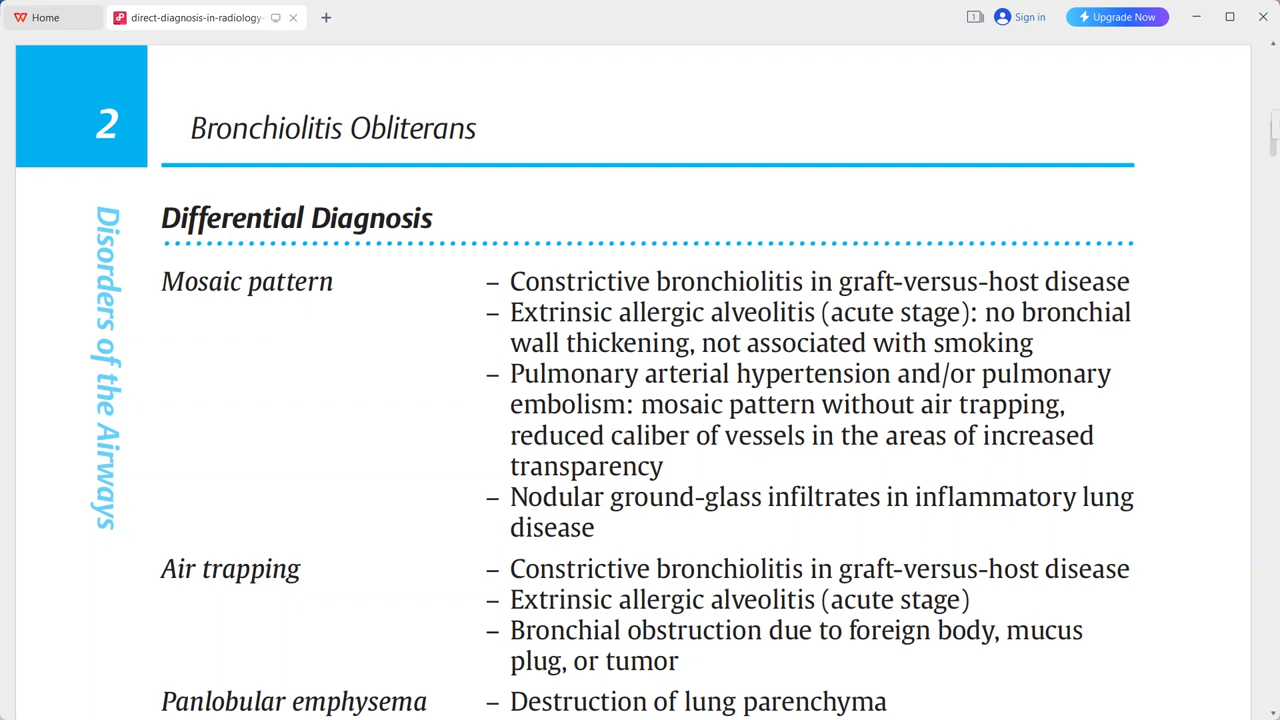 Home
direct-diagnosis-in-radiology-
1
Sign in
Upgrade Now
2
Bronchiolitis Obliterans
Disorders of the Airways
Differential Diagnosis
Mosaic pattern
– Constrictive bronchiolitis in graft-versus-host disease
– Extrinsic allergic alveolitis (acute stage): no bronchial
wall thickening, not associated with smoking
– Pulmonary arterial hypertension and/or pulmonary
embolism: mosaic pattern without air trapping,
reduced caliber of vessels in the areas of increased
transparency
– Nodular ground-glass infiltrates in inflammatory lung
disease
Air trapping
– Constrictive bronchiolitis in graft-versus-host disease
– Extrinsic allergic alveolitis (acute stage)
– Bronchial obstruction due to foreign body, mucus
plug, or tumor
Panlobular emphysema
– Destruction of lung parenchyma